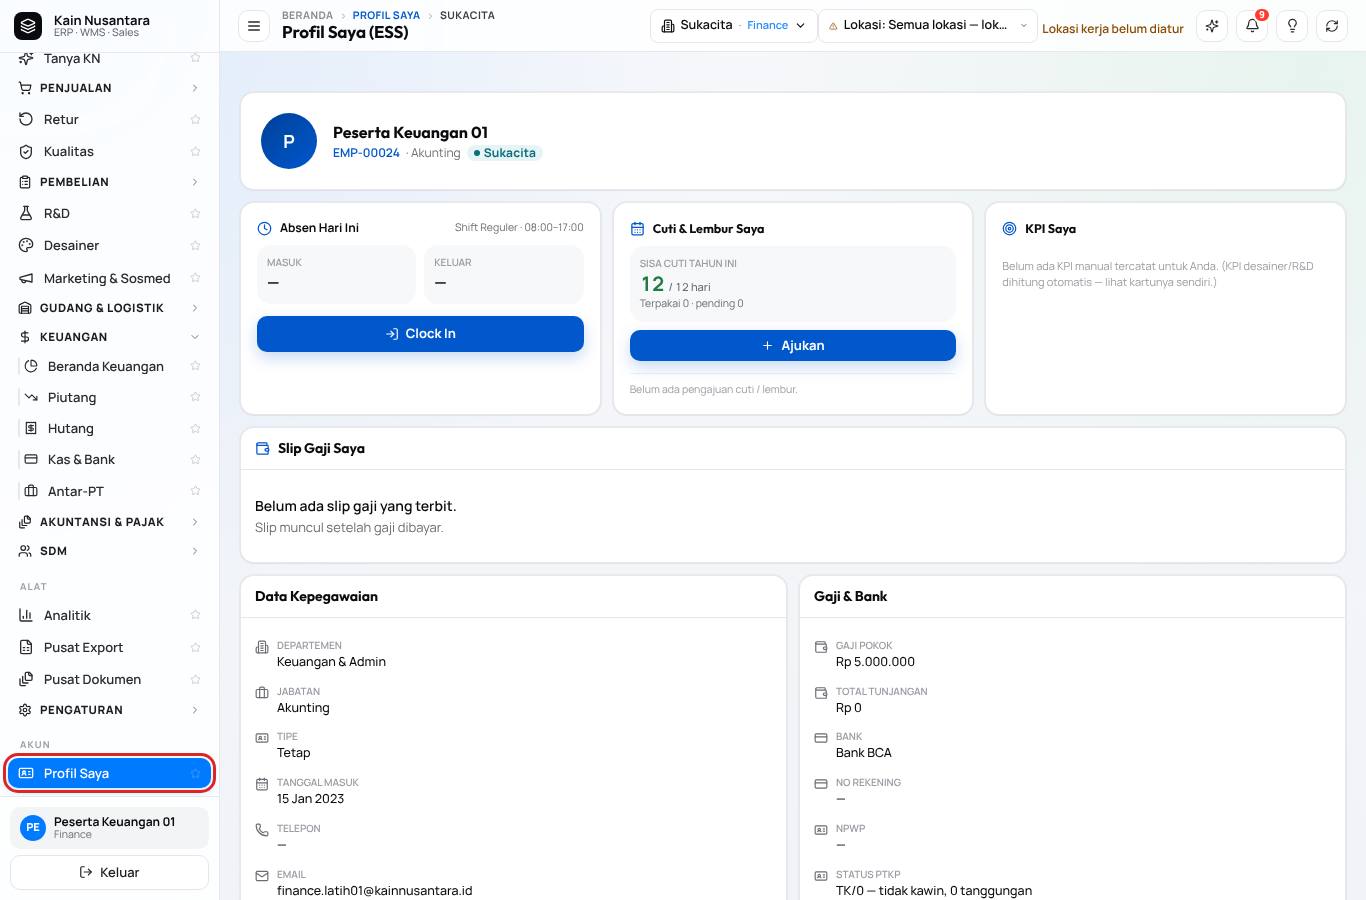 Kain Nusantara
ERP · WMS · Sales
Tanya KN
PENJUALAN
Retur
Kualitas
PEMBELIAN
R&D
Desainer
Marketing & Sosmed
GUDANG & LOGISTIK
KEUANGAN
Beranda Keuangan
Piutang
Hutang
Kas & Bank
Antar-PT
AKUNTANSI & PAJAK
SDM
ALAT
Analitik
Pusat Export
Pusat Dokumen
PENGATURAN
AKUN
Profil Saya
PE
Peserta Keuangan 01
Finance
Keluar
BERANDA › PROFIL SAYA › SUKACITA
Profil Saya (ESS)
Sukacita · Finance
Lokasi: Semua lokasi — lok...
Lokasi kerja belum diatur
9
P
Peserta Keuangan 01
EMP-00024 · Akunting Sukacita
Absen Hari Ini
Shift Reguler · 08:00–17:00
MASUK
—
KELUAR
—
Clock In
Cuti & Lembur Saya
SISA CUTI TAHUN INI
12 / 12 hari
Terpakai 0 · pending 0
Ajukan
Belum ada pengajuan cuti / lembur.
KPI Saya
Belum ada KPI manual tercatat untuk Anda. (KPI desainer/R&D
dihitung otomatis — lihat kartunya sendiri.)
Slip Gaji Saya
Belum ada slip gaji yang terbit.
Slip muncul setelah gaji dibayar.
Data Kepegawaian
DEPARTEMEN
Keuangan & Admin
JABATAN
Akunting
TIPE
Tetap
TANGGAL MASUK
15 Jan 2023
TELEPON
—
EMAIL
finance.latih01@kainnusantara.id
Gaji & Bank
GAJI POKOK
Rp 5.000.000
TOTAL TUNJANGAN
Rp 0
BANK
Bank BCA
NO REKENING
—
NPWP
—
STATUS PTKP
TK/0 — tidak kawin, 0 tanggungan